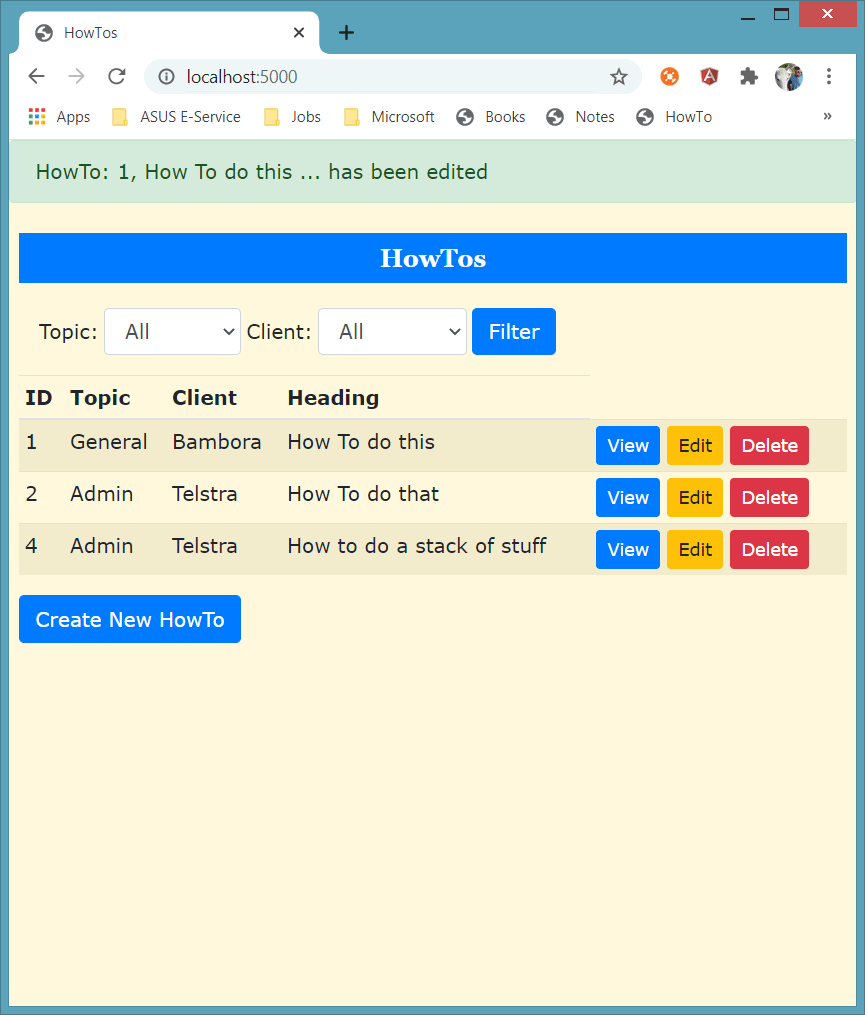 HowTos
localhost:5000
Apps ASUS E-Service Jobs Microsoft Books Notes HowTo »
HowTo: 1, How To do this ... has been edited
HowTos
Topic: All Client: All Filter
ID Topic Client Heading
1 General Bambora How To do this View Edit Delete
2 Admin Telstra How To do that View Edit Delete
4 Admin Telstra How to do a stack of stuff View Edit Delete
Create New HowTo